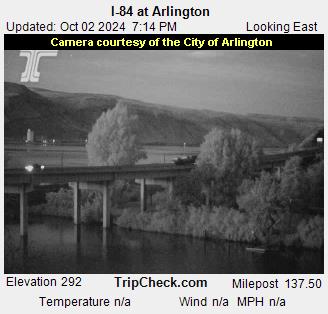 I-84 at Arlington
Updated: Oct 02 2024 7:14 PM Looking East
Camera courtesy of the City of Arlington
Elevation 292 TripCheck.com Milepost 137.50
Temperature n/a Wind n/a MPH n/a